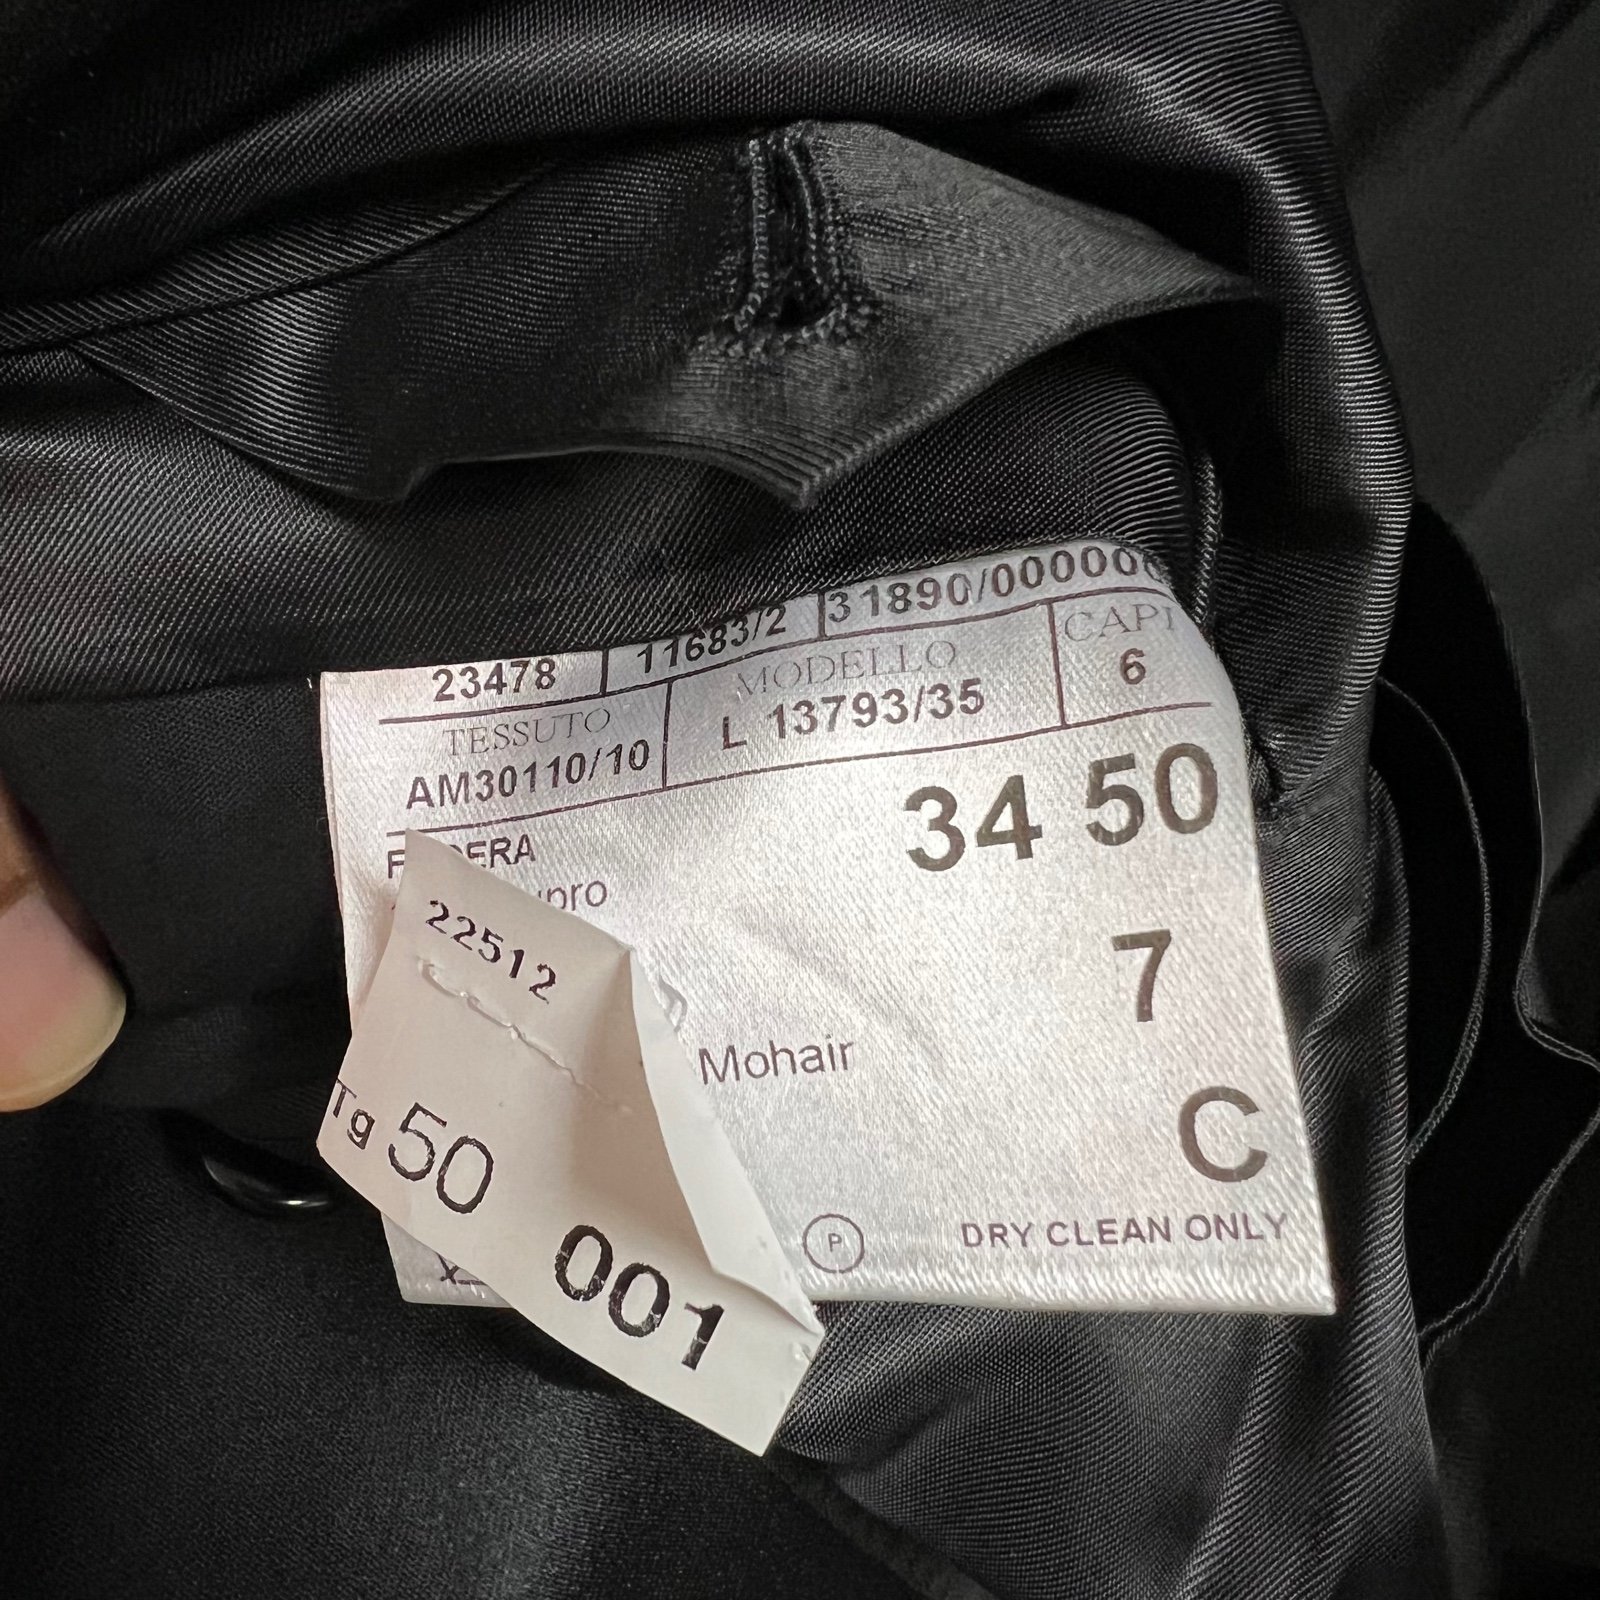 23478 11683/2 31890/000000
TESSUTO MODELLO CAPI
AM30110/10 L 13793/35 6
34 50
7
Mohair
C
DRY CLEAN ONLY
P
22512
Tg 50
001